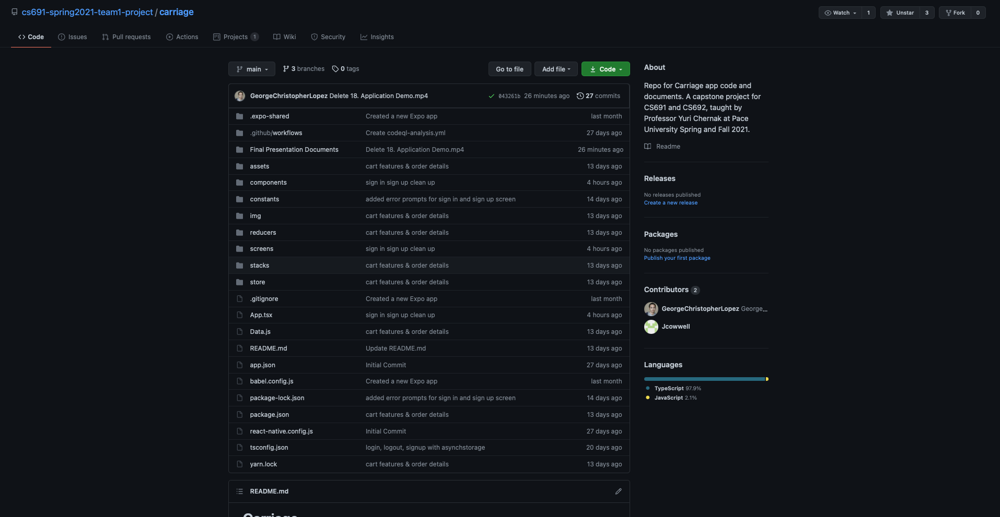 cs691-spring2021-team1-project / carriage
Watch 1 Unstar 3 Fork 0
Code Issues Pull requests Actions Projects 1 Wiki Security Insights
main 3 branches 0 tags Go to file Add file Code
GeorgeChristopherLopez Delete 18. Application Demo.mp4 043261b 26 minutes ago 27 commits
.expo-shared Created a new Expo app last month
.github/workflows Create codeql-analysis.yml 27 days ago
Final Presentation Documents Delete 18. Application Demo.mp4 26 minutes ago
assets cart features & order details 13 days ago
components sign in sign up clean up 4 hours ago
constants added error prompts for sign in and sign up screen 14 days ago
img cart features & order details 13 days ago
reducers cart features & order details 13 days ago
screens sign in sign up clean up 4 hours ago
stacks cart features & order details 13 days ago
store cart features & order details 13 days ago
.gitignore Created a new Expo app last month
App.tsx sign in sign up clean up 4 hours ago
Data.js cart features & order details 13 days ago
README.md Update README.md 13 days ago
app.json Initial Commit 27 days ago
babel.config.js Created a new Expo app last month
package-lock.json added error prompts for sign in and sign up screen 14 days ago
package.json cart features & order details 13 days ago
react-native.config.js Initial Commit 27 days ago
tsconfig.json login, logout, signup with asynchstorage 20 days ago
yarn.lock cart features & order details 13 days ago
README.md
Carriage
About
Repo for Carriage app code and
documents. A capstone project for
CS691 and CS692, taught by
Professor Yuri Chernak at Pace
University Spring and Fall 2021.
Readme
Releases
No releases published
Create a new release
Packages
No packages published
Publish your first package
Contributors 2
GeorgeChristopherLopez George...
Jcowwell
Languages
TypeScript 97.9%
JavaScript 2.1%